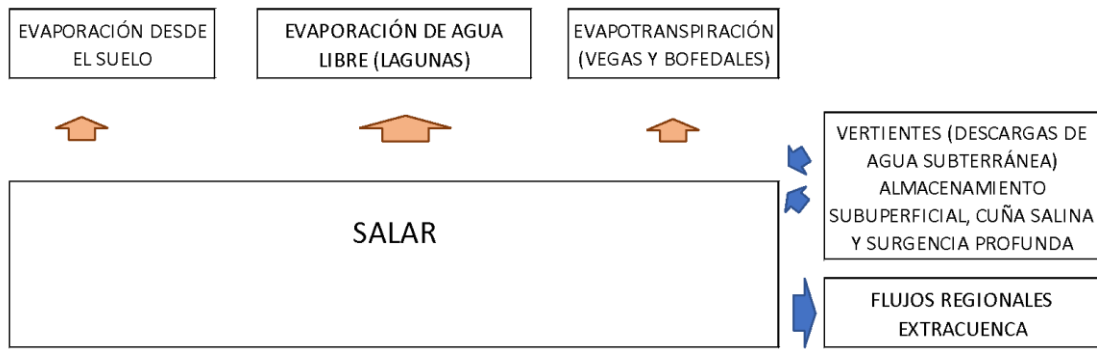 EVAPORACIÓN DESDE
EL SUELO
EVAPORACIÓN DE AGUA
LIBRE (LAGUNAS)
EVAPOTRANSPIRACIÓN
(VEGAS Y BOFEDALES)
VERTIENTES (DESCARGAS DE
AGUA SUBTERRÁNEA)
ALMACENAMIENTO
SUBUPERFICIAL, CUÑA SALINA
Y SURGENCIA PROFUNDA
SALAR
FLUJOS REGIONALES
EXTRACUENCA